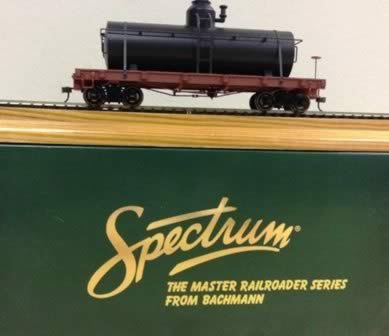 Spectrum®
THE MASTER RAILROADER SERIES
FROM BACHMANN